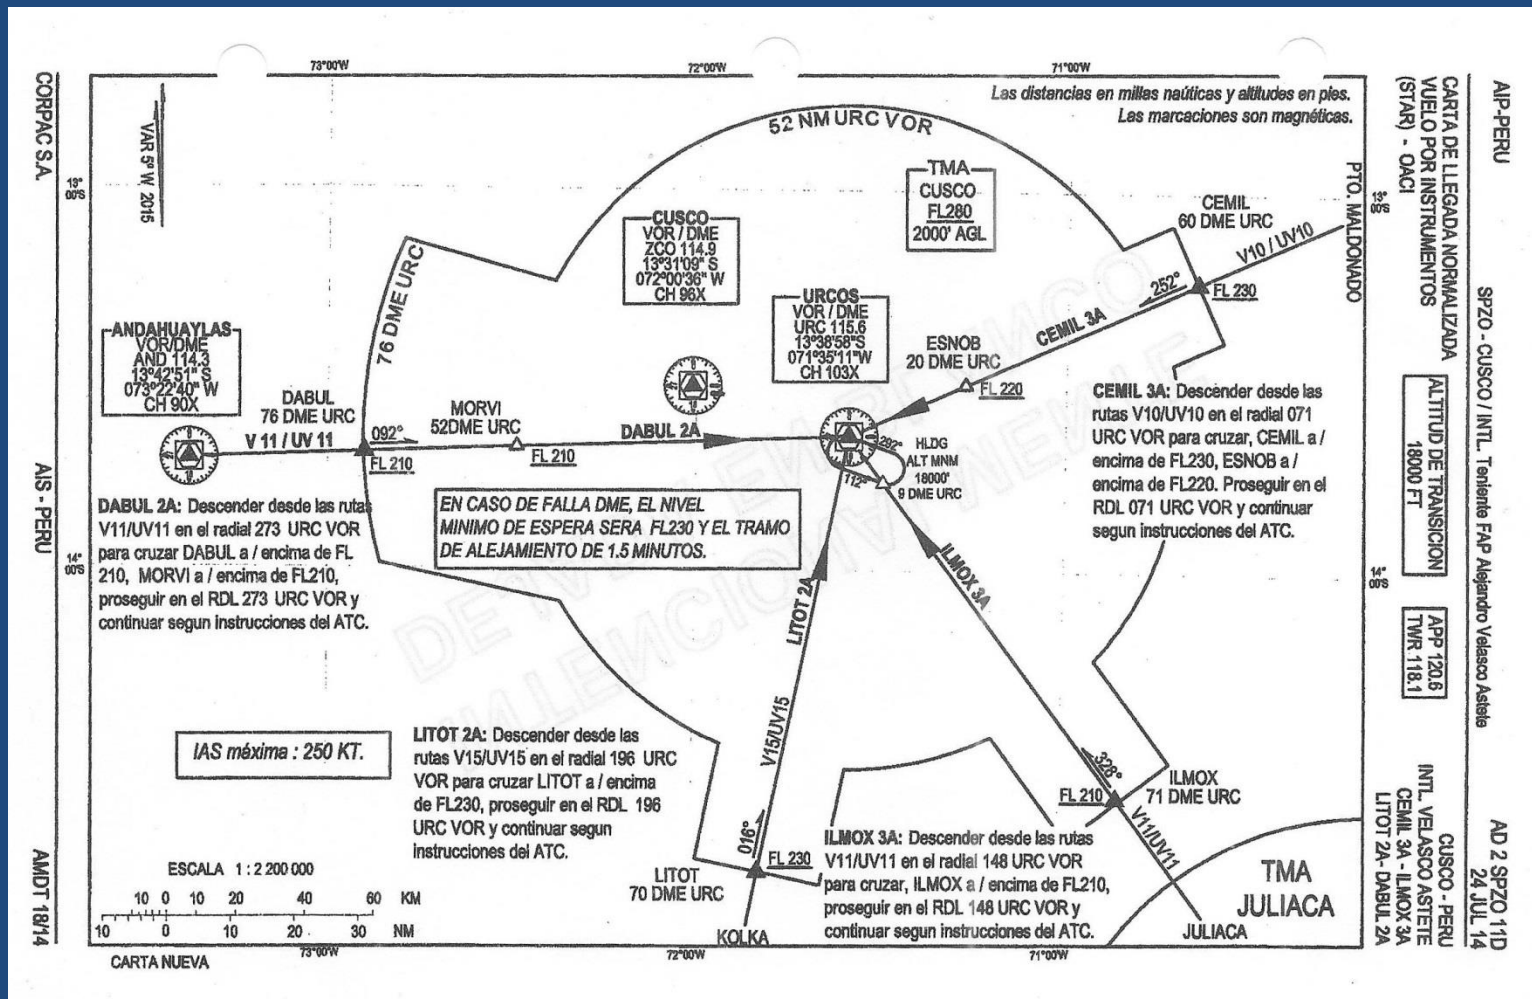 AIP-PERU
CARTA DE LLEGADA NORMALIZADA
VUELO POR INSTRUMENTOS
(STAR) - OACI
SPZO - CUSCO / INTL. Teniente FAP Alejandro Velasco Astete
ALTITUD DE TRANSICION
18000 FT
APP 120.6
TWR 118.1
AD 2 SPZO 11D
24 JUL 14
CUSCO - PERU
INTL. VELASCO ASTETE
CEMIL 3A - ILMOX 3A
LITOT 2A- DABUL 2A
CORPAC S.A.
AIS - PERU
AMDT 18/14
73°00'W
72°00'W
71°00'W
Las distancias en millas naúticas y altitudes en pies.
Las marcaciones son magnéticas.
VAR 5° W 2015
13°
00'S
13°
00'S
52 NM URC VOR
TMA
CUSCO
FL280
2000' AGL
PTO. MALDONADO
CEMIL
60 DME URC
V10 / UV10
252°
FL 230
CEMIL 3A
CUSCO
VOR / DME
ZCO 114.9
13°31'09" S
072°00'36" W
CH 96X
URCOS
VOR / DME
URC 115.6
13°38'58"S
071°35'11"W
CH 103X
76 DME URC
ANDAHUAYLAS
VOR/DME
AND 114.3
13°42'51" S
073°22'40" W
CH 90X
ESNOB
20 DME URC
FL 220
DABUL
76 DME URC
V 11 / UV 11
092°
FL 210
MORVI
52DME URC
FL 210
DABUL 2A
292°
112°
HLDG
ALT MNM
18000'
9 DME URC
CEMIL 3A: Descender desde las
rutas V10/UV10 en el radial 071
URC VOR para cruzar, CEMIL a /
encima de FL230, ESNOB a /
encima de FL220. Proseguir en el
RDL 071 URC VOR y continuar
segun instrucciones del ATC.
DABUL 2A: Descender desde las rutas
V11/UV11 en el radial 273 URC VOR
para cruzar DABUL a / encima de FL
210, MORVI a / encima de FL210,
proseguir en el RDL 273 URC VOR y
continuar segun instrucciones del ATC.
EN CASO DE FALLA DME, EL NIVEL
MINIMO DE ESPERA SERA FL230 Y EL TRAMO
DE ALEJAMIENTO DE 1.5 MINUTOS.
14°
00'S
14°
00'S
LITOT 2A
ILMOX 3A
V15/UV15
IAS máxima : 250 KT.
LITOT 2A: Descender desde las
rutas V15/UV15 en el radial 196 URC
VOR para cruzar LITOT a / encima
de FL230, proseguir en el RDL 196
URC VOR y continuar segun
instrucciones del ATC.
328°
FL 210
ILMOX
71 DME URC
V11/UV11
ILMOX 3A: Descender desde las rutas
V11/UV11 en el radial 148 URC VOR
para cruzar, ILMOX a / encima de FL210,
proseguir en el RDL 148 URC VOR y
continuar segun instrucciones del ATC.
016°
FL 230
LITOT
70 DME URC
KOLKA
TMA
JULIACA
JULIACA
ESCALA 1 : 2 200 000
10 0 10 20 40 60 KM
10 0 10 20 30 NM
CARTA NUEVA
73°00'W
72°00'W
71°00'W